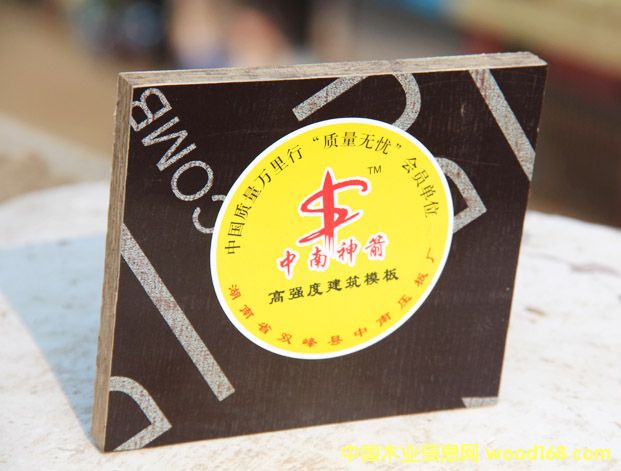 中国质量万里行“质量无忧”会员单位
TM
中南神箭
高强度建筑模板
湖南省双峰县中南压板厂
中国木业信息网 wood168.com